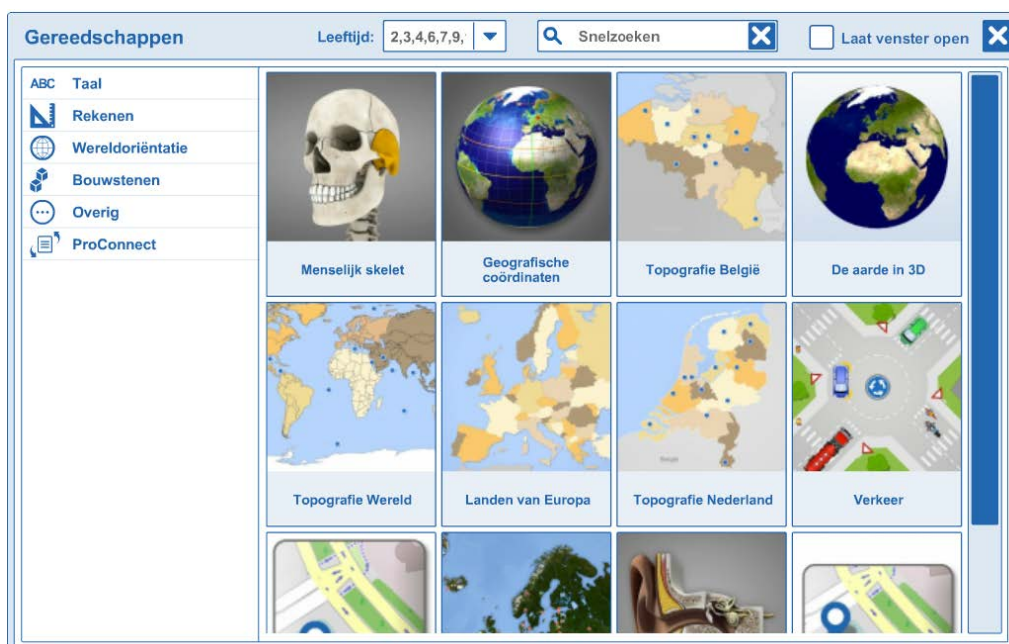 Gereedschappen
Leeftijd:
2,3,4,6,7,9,
Snelzoeken
Laat venster open
ABC Taal
Rekenen
Wereldoriëntatie
Bouwstenen
Overig
ProConnect
Menselijk skelet
Geografische
coördinaten
Topografie België
De aarde in 3D
Topografie Wereld
Landen van Europa
Topografie Nederland
Verkeer